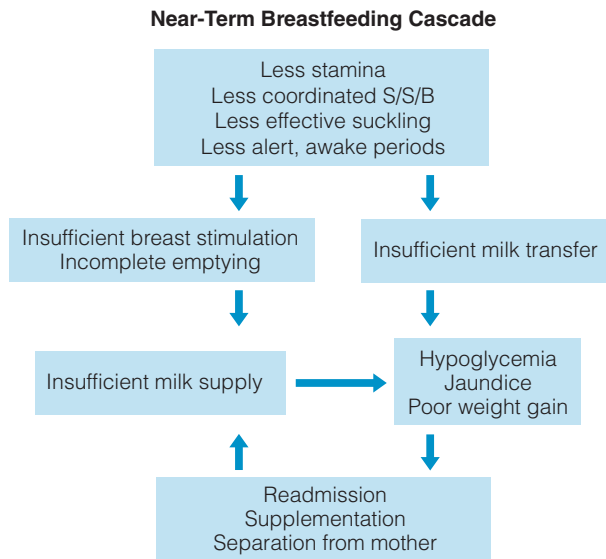 Near-Term Breastfeeding Cascade
Less stamina
Less coordinated S/S/B
Less effective suckling
Less alert, awake periods
Insufficient breast stimulation
Incomplete emptying
Insufficient milk transfer
Insufficient milk supply
Hypoglycemia
Jaundice
Poor weight gain
Readmission
Supplementation
Separation from mother